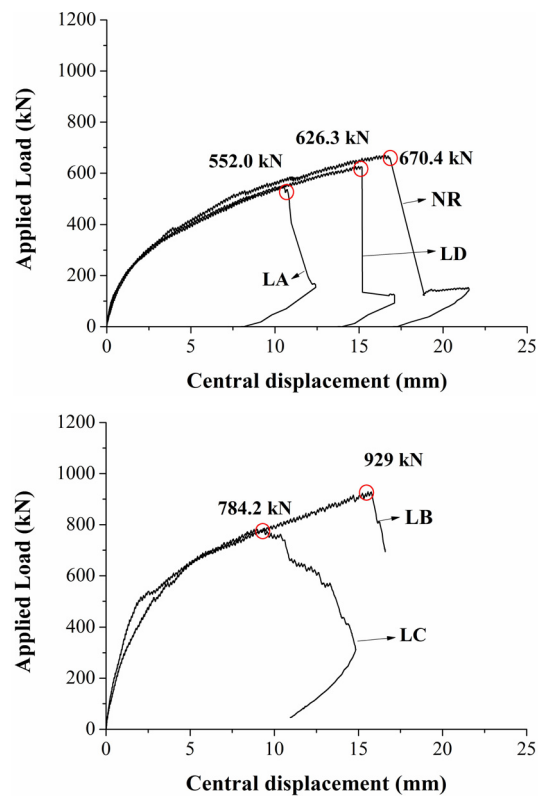 1200
1000
800
600
400
200
0
Applied Load (kN)
552.0 kN
626.3 kN
670.4 kN
NR
LD
LA
0 5 10 15 20 25
Central displacement (mm)
1200
1000
800
600
400
200
0
Applied Load (kN)
929 kN
784.2 kN
LB
LC
0 5 10 15 20 25
Central displacement (mm)